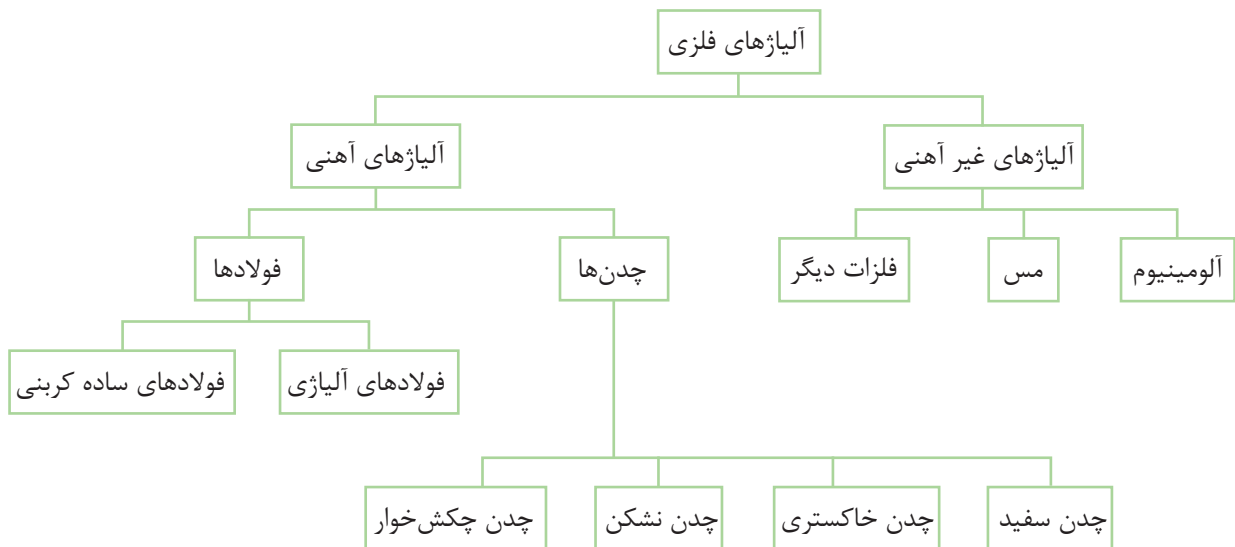 آلیاژهای فلزی
آلیاژهای غیر آهنی
آلیاژهای آهنی
آلومینیوم
مس
فلزات دیگر
چدن‌ها
فولادها
فولادهای آلیاژی
فولادهای ساده کربنی
چدن سفید
چدن خاکستری
چدن نشکن
چدن چکش‌خوار